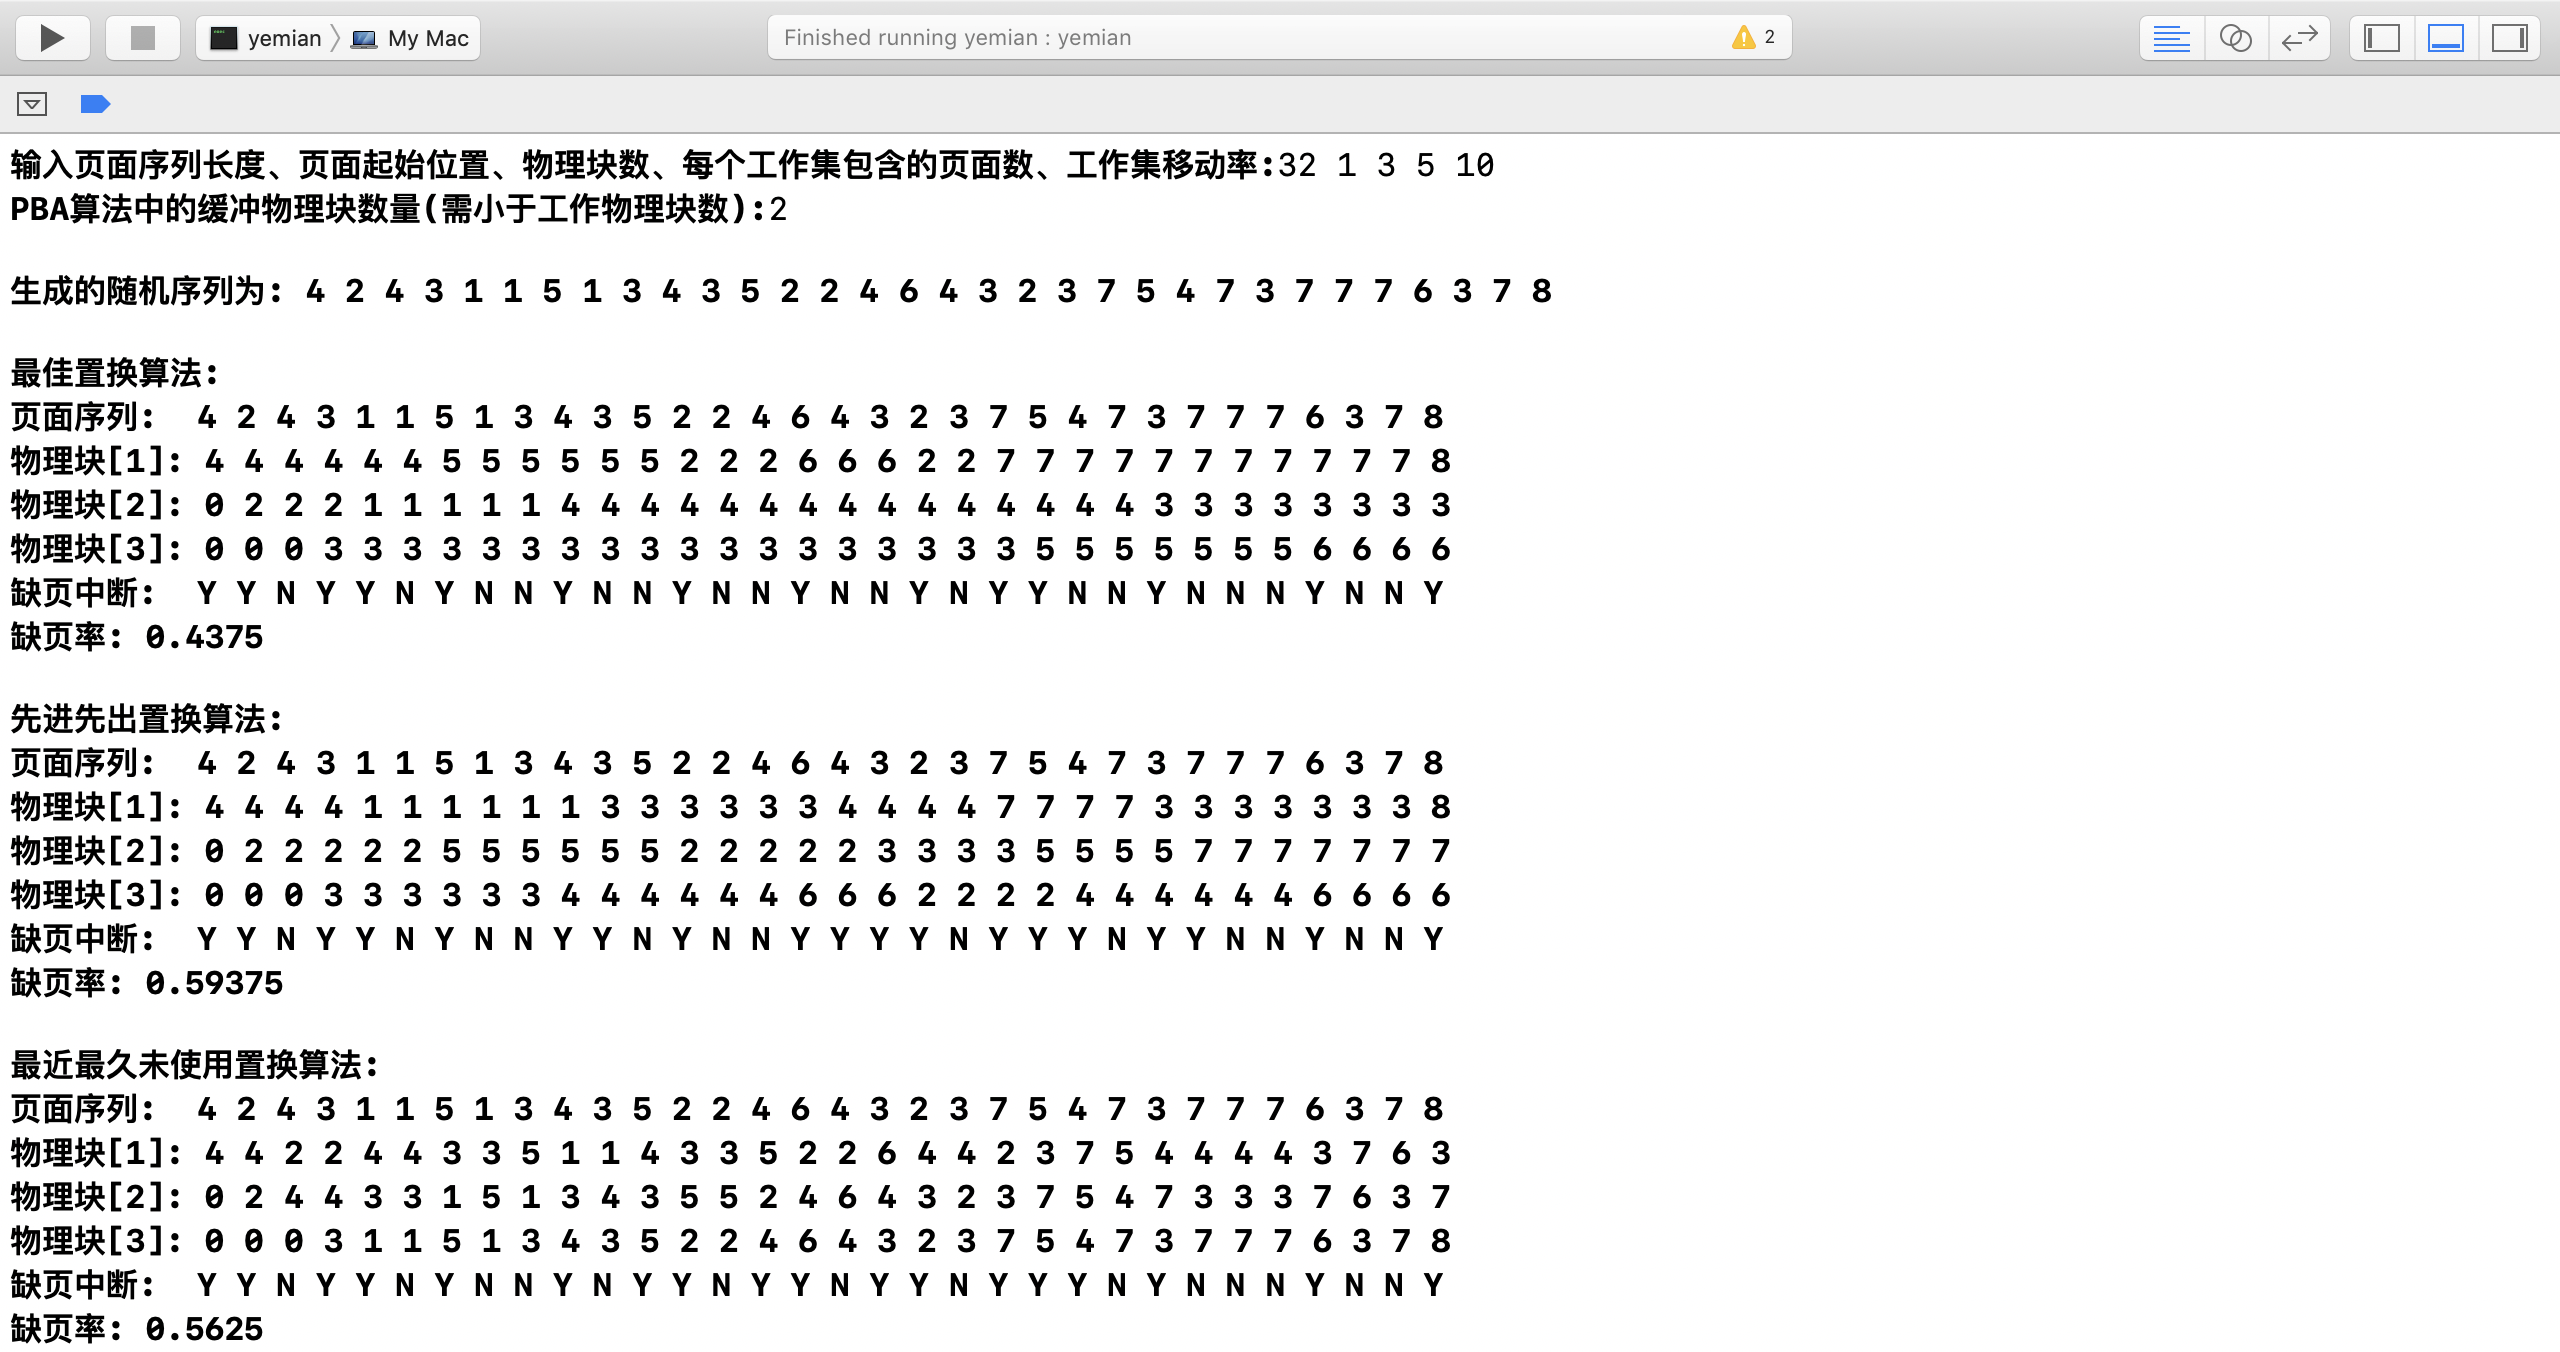 yemian 〉 My Mac
Finished running yemian : yemian
2
输入页面序列长度、页面起始位置、物理块数、每个工作集包含的页面数、工作集移动率:32 1 3 5 10
PBA算法中的缓冲物理块数量(需小于工作物理块数):2
生成的随机序列为: 4 2 4 3 1 1 5 1 3 4 3 5 2 2 4 6 4 3 2 3 7 5 4 7 3 7 7 7 6 3 7 8
最佳置换算法:
页面序列: 4 2 4 3 1 1 5 1 3 4 3 5 2 2 4 6 4 3 2 3 7 5 4 7 3 7 7 7 6 3 7 8
物理块[1]: 4 4 4 4 4 4 5 5 5 5 5 5 2 2 2 6 6 6 2 2 7 7 7 7 7 7 7 7 7 7 7 8
物理块[2]: 0 2 2 2 1 1 1 1 1 4 4 4 4 4 4 4 4 4 4 4 4 4 4 4 3 3 3 3 3 3 3 3
物理块[3]: 0 0 0 3 3 3 3 3 3 3 3 3 3 3 3 3 3 3 3 3 3 5 5 5 5 5 5 5 6 6 6 6
缺页中断: Y Y N Y Y N Y N N Y N N Y N N Y N N Y N Y Y N N Y N N N Y N N Y
缺页率: 0.4375
先进先出置换算法:
页面序列: 4 2 4 3 1 1 5 1 3 4 3 5 2 2 4 6 4 3 2 3 7 5 4 7 3 7 7 7 6 3 7 8
物理块[1]: 4 4 4 4 1 1 1 1 1 1 3 3 3 3 3 3 4 4 4 4 7 7 7 7 3 3 3 3 3 3 3 8
物理块[2]: 0 2 2 2 2 2 5 5 5 5 5 5 2 2 2 2 2 3 3 3 3 5 5 5 5 7 7 7 7 7 7 7
物理块[3]: 0 0 0 3 3 3 3 3 3 4 4 4 4 4 4 6 6 6 2 2 2 2 4 4 4 4 4 4 6 6 6 6
缺页中断: Y Y N Y Y N Y N N Y Y N Y N N Y Y Y Y N Y Y Y N Y Y N N Y N N Y
缺页率: 0.59375
最近最久未使用置换算法:
页面序列: 4 2 4 3 1 1 5 1 3 4 3 5 2 2 4 6 4 3 2 3 7 5 4 7 3 7 7 7 6 3 7 8
物理块[1]: 4 4 2 2 4 4 3 3 5 1 1 4 3 3 5 2 2 6 4 4 2 3 7 5 4 4 4 4 3 7 6 3
物理块[2]: 0 2 4 4 3 3 1 5 1 3 4 3 5 5 2 4 6 4 3 2 3 7 5 4 7 3 3 3 7 6 3 7
物理块[3]: 0 0 0 3 1 1 5 1 3 4 3 5 2 2 4 6 4 3 2 3 7 5 4 7 3 7 7 7 6 3 7 8
缺页中断: Y Y N Y Y N Y N N Y N Y Y N Y Y N Y Y N Y Y Y N Y N N N Y N N Y
缺页率: 0.5625